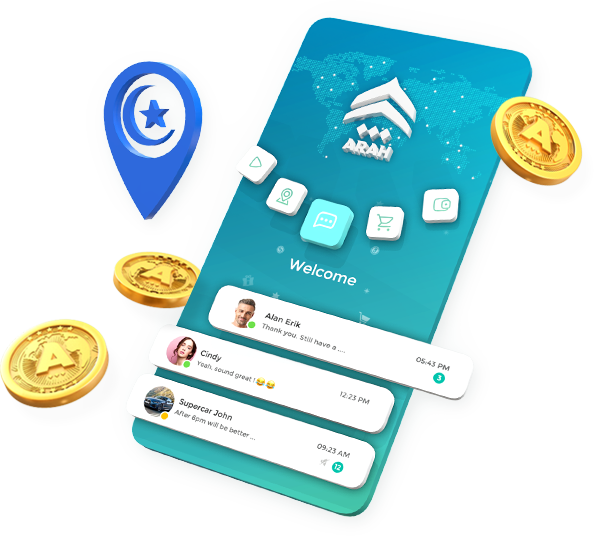 ARAH
Welcome
Alan Erik
Thank you. Still have a ....
05:43 PM
3
Cindy
Yeah, sound great ! 😂 😂
12:23 PM
Supercar John
After 6pm will be better ...
09:23 AM
12
A
A
A